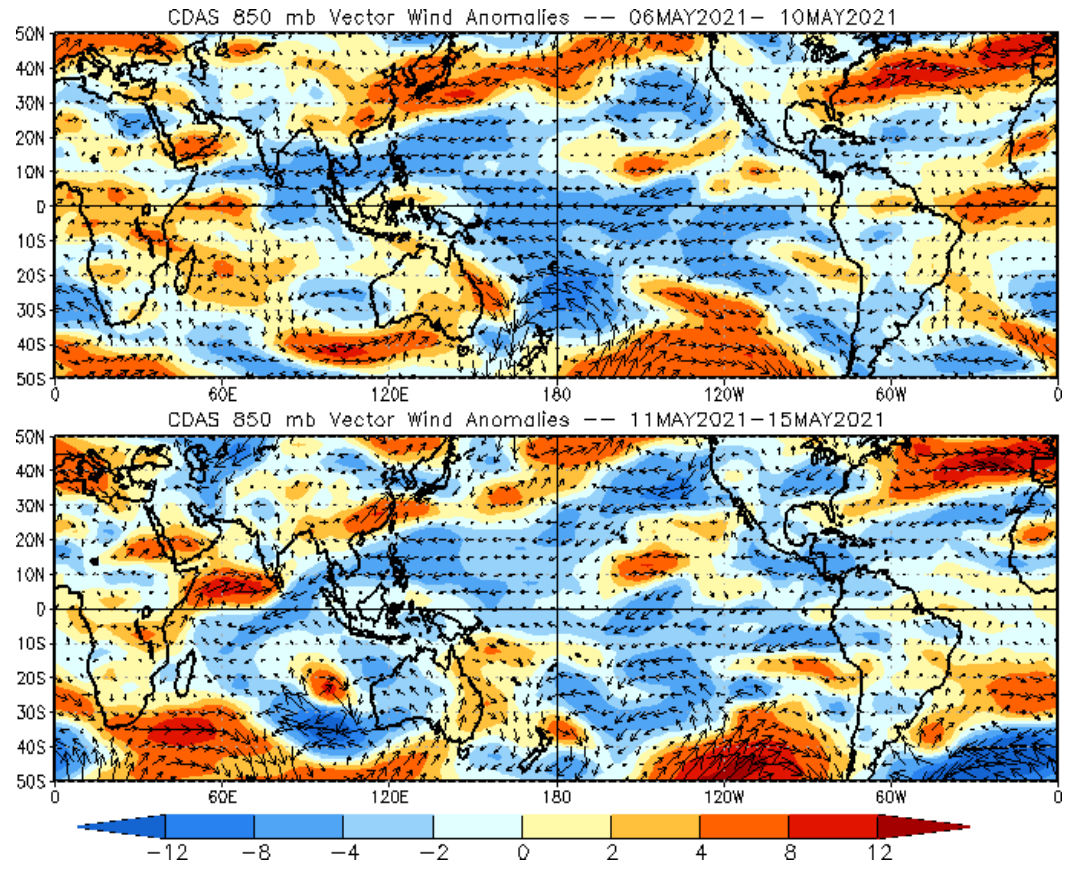 CDAS 850 mb Vector Wind Anomalies -- 06MAY2021- 10MAY2021
50N
40N
30N
20N
10N
0
10S
20S
30S
40S
50S
0 60E 120E 180 120W 60W 0
CDAS 850 mb Vector Wind Anomalies -- 11MAY2021-15MAY2021
50N
40N
30N
20N
10N
0
10S
20S
30S
40S
50S
0 60E 120E 180 120W 60W 0
-12 -8 -4 -2 0 2 4 8 12